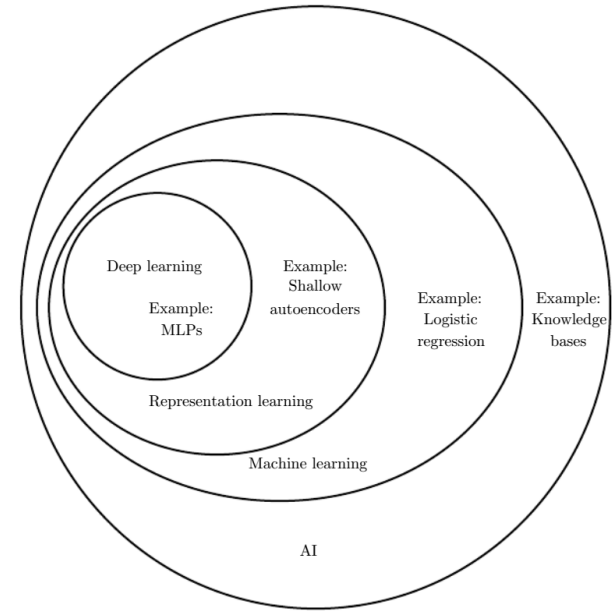 Deep learning
Example:
MLPs
Example:
Shallow
autoencoders
Example:
Logistic
regression
Example:
Knowledge
bases
Representation learning
Machine learning
AI